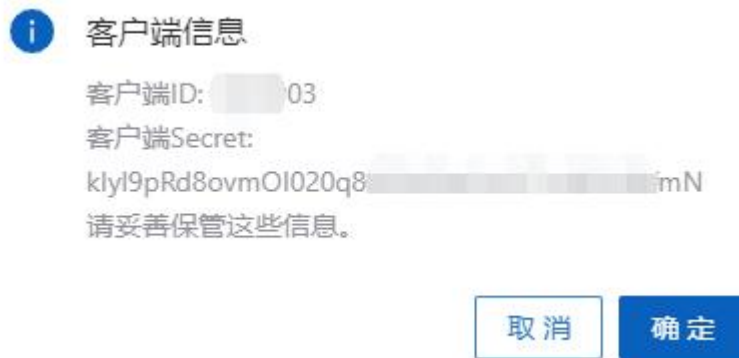 客户端信息
客户端ID: 03
客户端Secret:
klyl9pRd8ovmOl020q8 mN
请妥善保管这些信息。
取消 确定